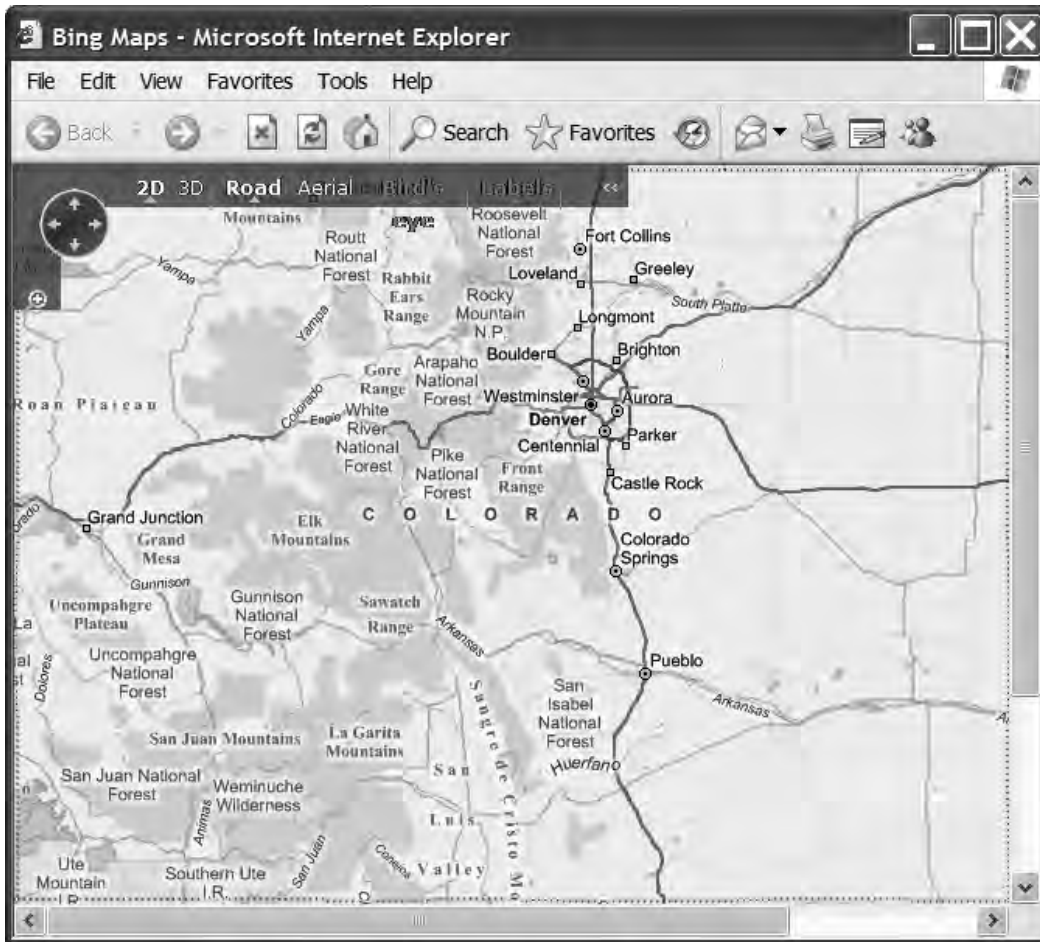 Bing Maps - Microsoft Internet Explorer
File Edit View Favorites Tools Help
Back Search Favorites
2D 3D Road Aerial Bird's eye Labels
Mountains
Routt
National
Forest
Roosevelt
National
Forest
Fort Collins
Yampa
Rabbit
Ears
Range
Loveland
Greeley
Rocky
Mountain
N.P.
South Platte
Yampa
Longmont
Boulder
Brighton
Gore
Range
Arapaho
National
Forest
Roan Plateau
Colorado
Eagle
Westminster
Aurora
Denver
White
River
National
Forest
Centennial
Parker
Pike
National
Forest
Front
Range
Castle Rock
COLORADO
Grand Junction
Grand
Mesa
Elk
Mountains
Colorado
Springs
Gunnison
Uncompahgre
Plateau
Gunnison
National
Forest
Sawatch
Range
La
Arkansas
Uncompahgre
National
Forest
Dolores
Pueblo
San
Isabel
National
Forest
Arkansas
San Juan Mountains
La Garita
Mountains
Sangre de Cristo Mo
Huerfano
San Juan National
Forest
Weminuche
Wilderness
San
Luis
Valley
Animas
San Juan
Conejos
Ute
Mountain
I.R.
Southern Ute
I.R.